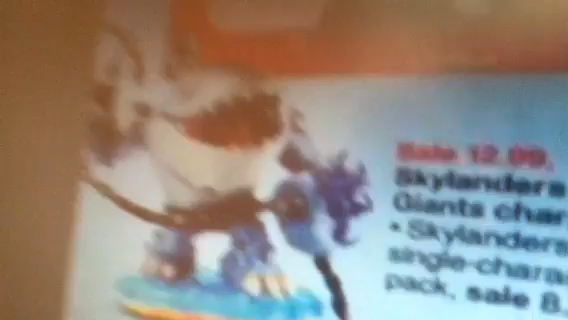 Sale 12.99,
Skylanders
Giants char
• Skylanders
single-chara
pack, sale 8.